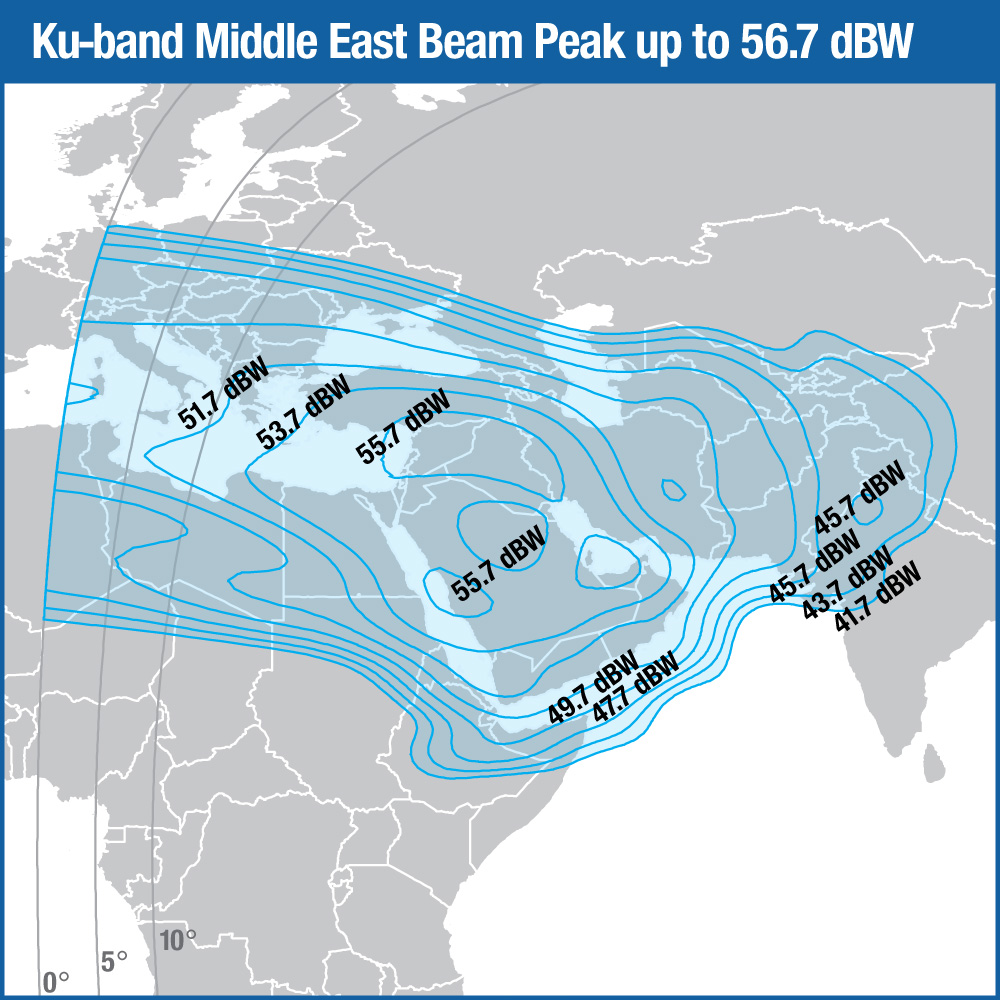 Ku-band Middle East Beam Peak up to 56.7 dBW
51.7 dBW
53.7 dBW
55.7 dBW
55.7 dBW
45.7 dBW
45.7 dBW
43.7 dBW
41.7 dBW
49.7 dBW
47.7 dBW
10°
5°
0°